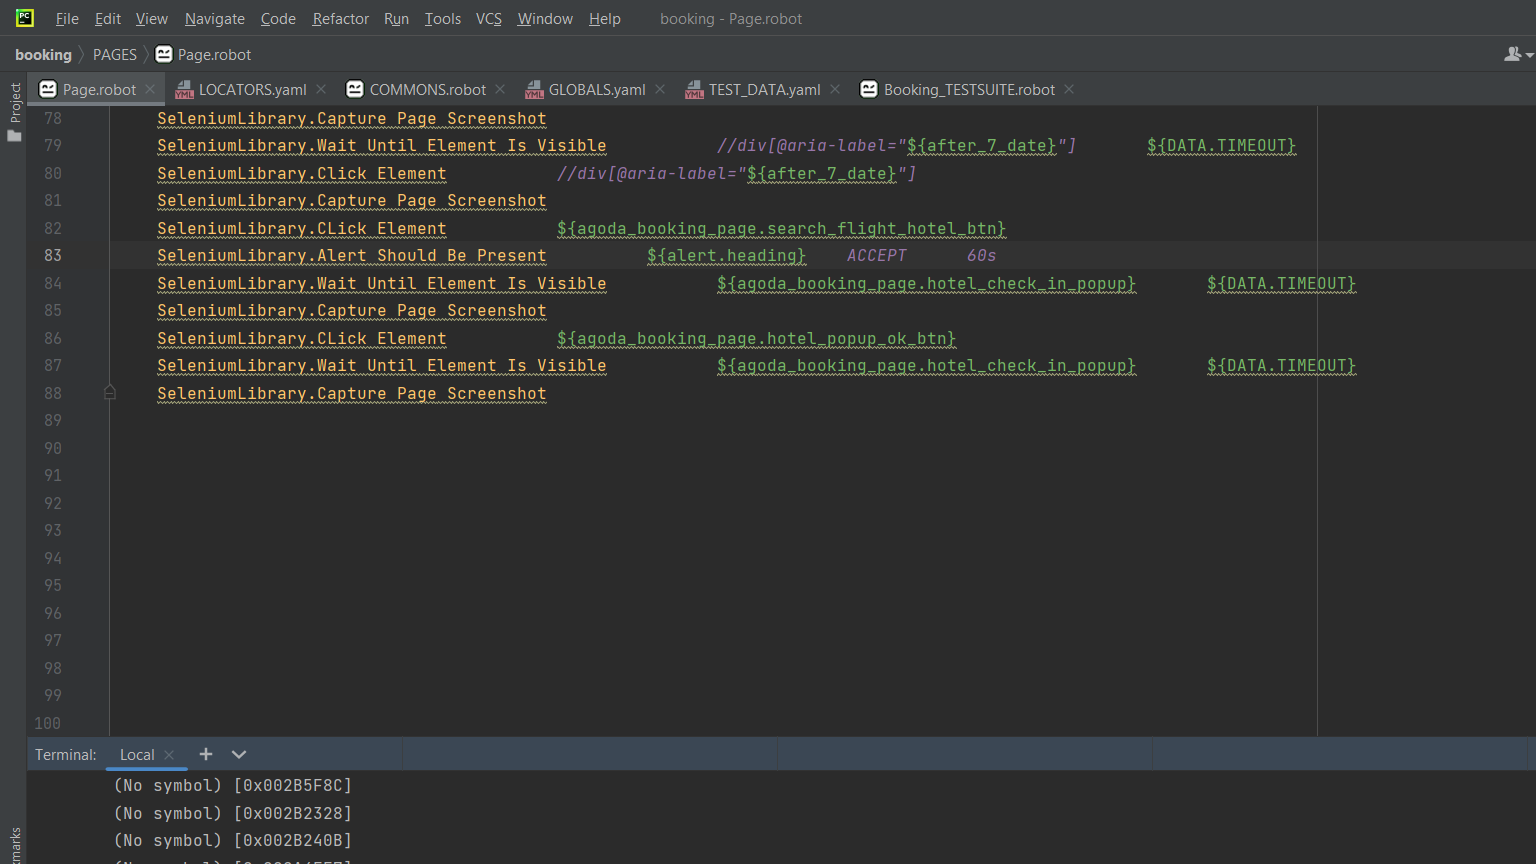 PC File Edit View Navigate Code Refactor Run Tools VCS Window Help booking - Page.robot
booking PAGES Page.robot
Project
Page.robot LOCATORS.yaml COMMONS.robot GLOBALS.yaml TEST_DATA.yaml Booking_TESTSUITE.robot
78 SeleniumLibrary.Capture Page Screenshot
79 SeleniumLibrary.Wait Until Element Is Visible //div[@aria-label="${after_7_date}"] ${DATA.TIMEOUT}
80 SeleniumLibrary.Click Element //div[@aria-label="${after_7_date}"]
81 SeleniumLibrary.Capture Page Screenshot
82 SeleniumLibrary.CLick Element ${agoda_booking_page.search_flight_hotel_btn}
83 SeleniumLibrary.Alert Should Be Present ${alert.heading} ACCEPT 60s
84 SeleniumLibrary.Wait Until Element Is Visible ${agoda_booking_page.hotel_check_in_popup} ${DATA.TIMEOUT}
85 SeleniumLibrary.Capture Page Screenshot
86 SeleniumLibrary.CLick Element ${agoda_booking_page.hotel_popup_ok_btn}
87 SeleniumLibrary.Wait Until Element Is Visible ${agoda_booking_page.hotel_check_in_popup} ${DATA.TIMEOUT}
88 SeleniumLibrary.Capture Page Screenshot
89
90
91
92
93
94
95
96
97
98
99
100
Terminal: Local
(No symbol) [0x002B5F8C]
(No symbol) [0x002B2328]
(No symbol) [0x002B240B]